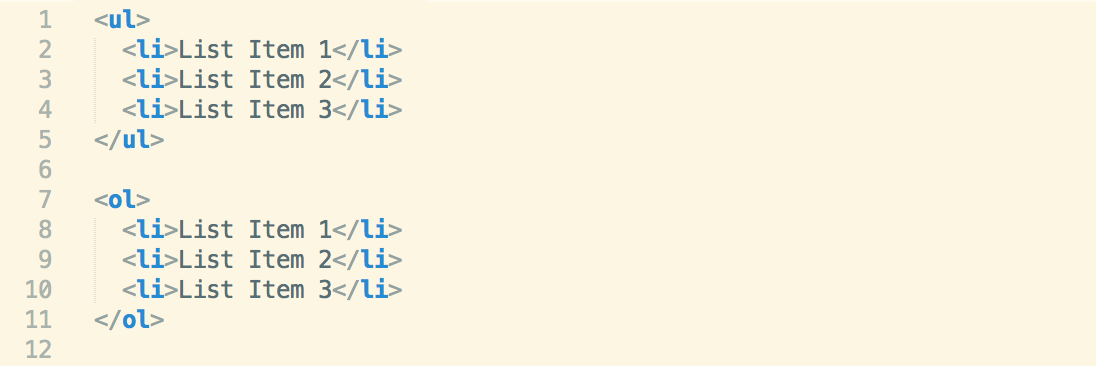 1 <ul>
2   <li>List Item 1</li>
3   <li>List Item 2</li>
4   <li>List Item 3</li>
5 </ul>
6
7 <ol>
8   <li>List Item 1</li>
9   <li>List Item 2</li>
10   <li>List Item 3</li>
11 </ol>
12